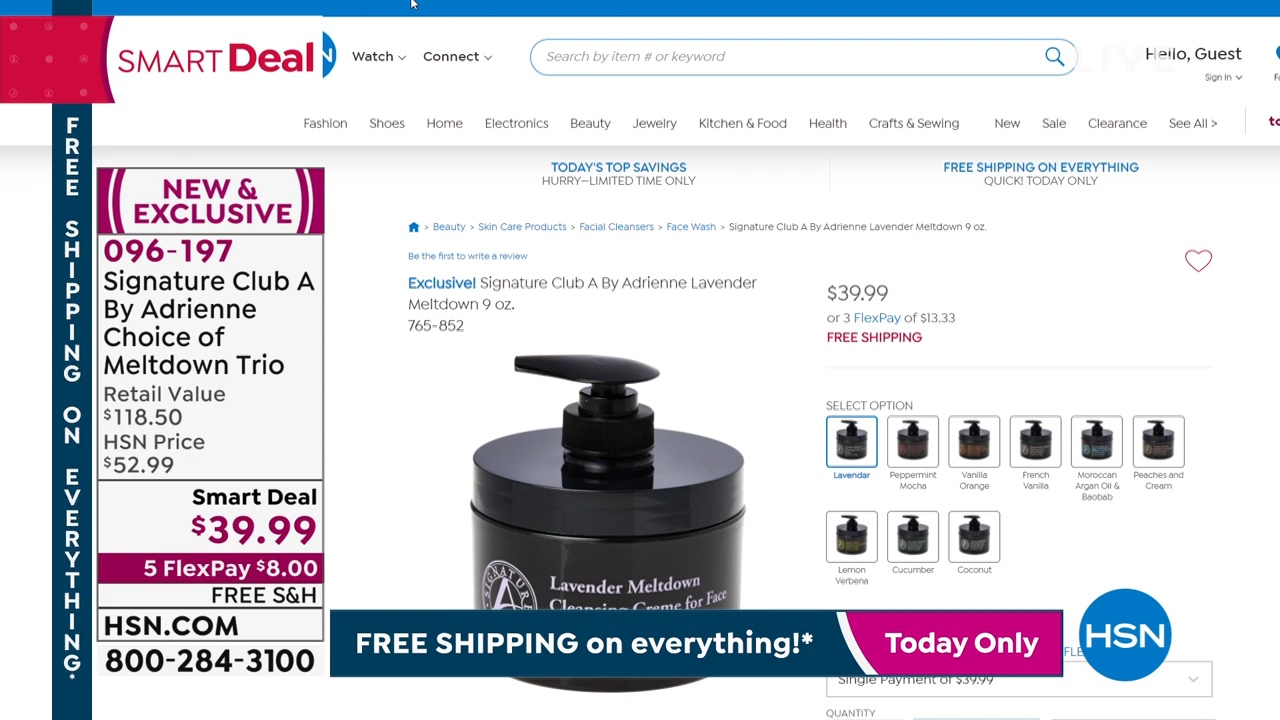 SMART Deal
Watch
Connect
Search by item # or keyword
LIVE
Hello, Guest
Sign In
Fashion
Shoes
Home
Electronics
Beauty
Jewelry
Kitchen & Food
Health
Crafts & Sewing
New
Sale
Clearance
See All >
TODAY'S TOP SAVINGS
HURRY—LIMITED TIME ONLY
FREE SHIPPING ON EVERYTHING
QUICK! TODAY ONLY
FREE SHIPPING ON EVERYTHING*
NEW &
EXCLUSIVE
096-197
Signature Club A
By Adrienne
Choice of
Meltdown Trio
Retail Value
$118.50
HSN Price
$52.99
Smart Deal
$39.99
5 FlexPay $8.00
FREE S&H
HSN.COM
800-284-3100
> Beauty > Skin Care Products > Facial Cleansers > Face Wash > Signature Club A By Adrienne Lavender Meltdown 9 oz.
Be the first to write a review
Exclusive! Signature Club A By Adrienne Lavender
Meltdown 9 oz.
765-852
$39.99
or 3 FlexPay of $13.33
FREE SHIPPING
SELECT OPTION
Lavendar
Peppermint
Mocha
Vanilla
Orange
French
Vanilla
Moroccan
Argan Oil &
Baobab
Peaches and
Cream
Lemon
Verbena
Cucumber
Coconut
SIGNATURE
Lavender Meltdown
Cleansing Creme for Face
FREE SHIPPING on everything!*
Today Only
HSN
Single Payment of $39.99
QUANTITY